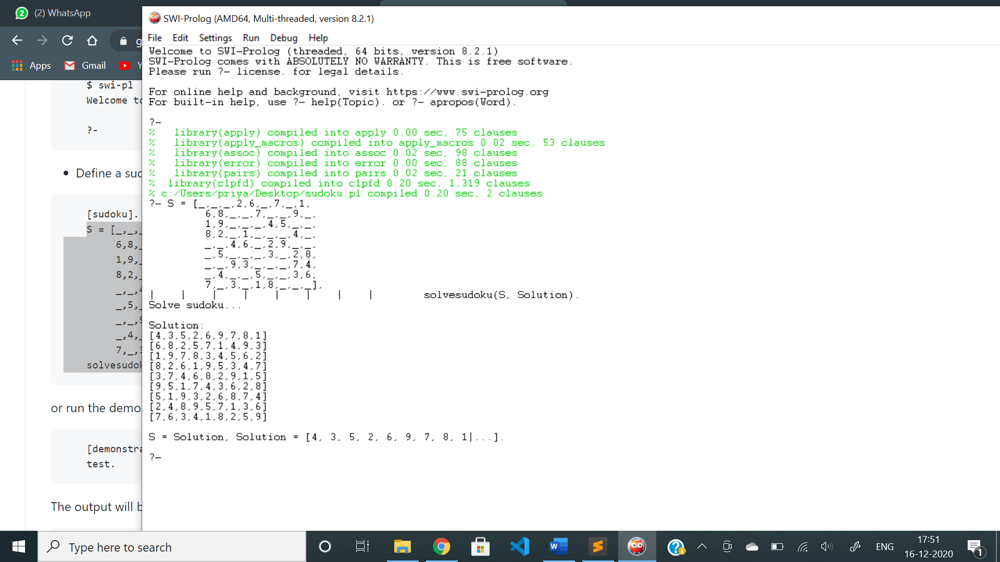 (2) WhatsApp
Apps
Gmail
$ swi-pl
?-
[sudoku].
S = [_,_,_
6,8,_
1,9,_
8,2,_
_,5,_
_,4,_
or run the demo
test.
SWI-Prolog (AMD64, Multi-threaded, version 8.2.1)
File Edit Settings Run Debug Help
Welcome to SWI-Prolog (threaded, 64 bits, version 8.2.1)
SWI-Prolog comes with ABSOLUTELY NO WARRANTY. This is free software.
Please run ?- license. for legal details.
For online help and background, visit https://www.swi-prolog.org
For built-in help, use ?- help(Topic). or ?- apropos(Word).
?-
% library(apply) compiled into apply 0.00 sec, 75 clauses
% library(apply_macros) compiled into apply_macros 0.02 sec, 53 clauses
% library(assoc) compiled into assoc 0.02 sec, 98 clauses
% library(error) compiled into error 0.00 sec, 88 clauses
% library(pairs) compiled into pairs 0.02 sec, 21 clauses
% library(clpfd) compiled into clpfd 0.20 sec, 1,319 clauses
% c:/Users/priya/Desktop/sudoku.pl compiled 0.20 sec, 2 clauses
?- S = [_,_,_,2,6,_,7,_,1,
6,8,_,_,7,_,_,9,_,
1,9,_,_,_,4,5,_,_,
8,2,_,1,_,_,_,4,_,
_,_,4,6,_,2,9,_,_,
_,5,_,_,_,3,_,2,8,
_,_,9,3,_,_,_,7,4,
_,4,_,_,5,_,_,3,6,
7,_,3,_,1,8,_,_,_],
| | | | | | | | solvesudoku(S, Solution).
Solve sudoku...
Solution:
[4,3,5,2,6,9,7,8,1]
[6,8,2,5,7,1,4,9,3]
[1,9,7,8,3,4,5,6,2]
[8,2,6,1,9,5,3,4,7]
[3,7,4,6,8,2,9,1,5]
[9,5,1,7,4,3,6,2,8]
[5,1,9,3,2,6,8,7,4]
[2,4,8,9,5,7,1,3,6]
[7,6,3,4,1,8,2,5,9]
S = Solution, Solution = [4, 3, 5, 2, 6, 9, 7, 8, 1|...].
?-
Type here to search
ENG
17:51
16-12-2020
1